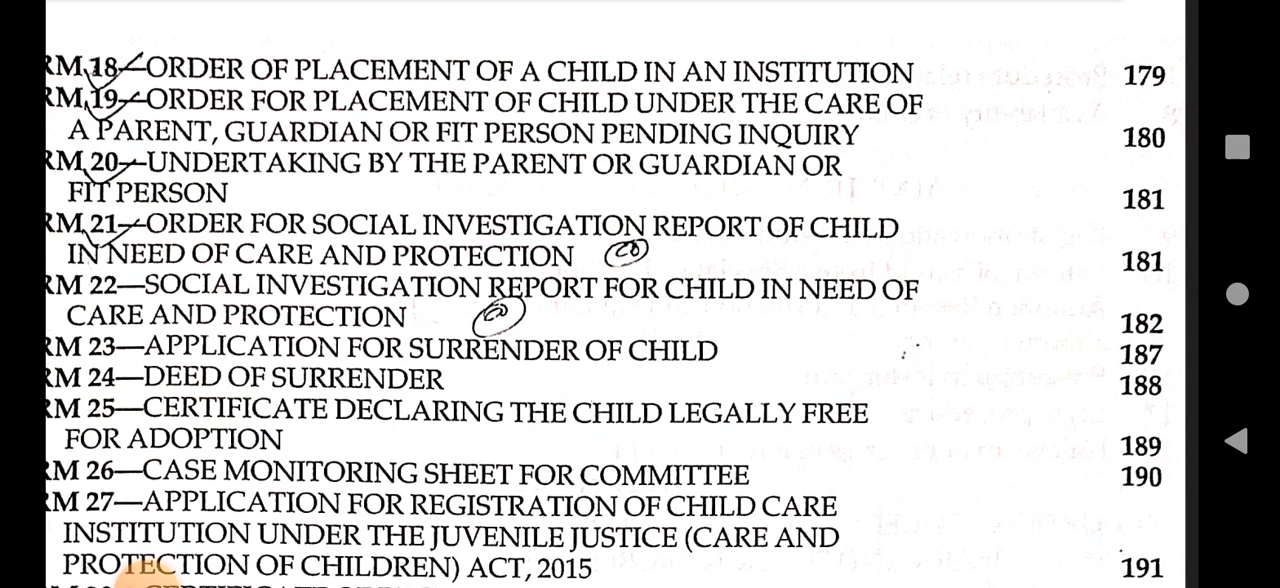 RM 18—ORDER OF PLACEMENT OF A CHILD IN AN INSTITUTION 179
RM 19—ORDER FOR PLACEMENT OF CHILD UNDER THE CARE OF
A PARENT, GUARDIAN OR FIT PERSON PENDING INQUIRY 180
RM 20—UNDERTAKING BY THE PARENT OR GUARDIAN OR
FIT PERSON 181
RM 21—ORDER FOR SOCIAL INVESTIGATION REPORT OF CHILD
IN NEED OF CARE AND PROTECTION 181
RM 22—SOCIAL INVESTIGATION REPORT FOR CHILD IN NEED OF
CARE AND PROTECTION 182
RM 23—APPLICATION FOR SURRENDER OF CHILD 187
RM 24—DEED OF SURRENDER 188
RM 25—CERTIFICATE DECLARING THE CHILD LEGALLY FREE
FOR ADOPTION 189
RM 26—CASE MONITORING SHEET FOR COMMITTEE 190
RM 27—APPLICATION FOR REGISTRATION OF CHILD CARE
INSTITUTION UNDER THE JUVENILE JUSTICE (CARE AND
PROTECTION OF CHILDREN) ACT, 2015 191